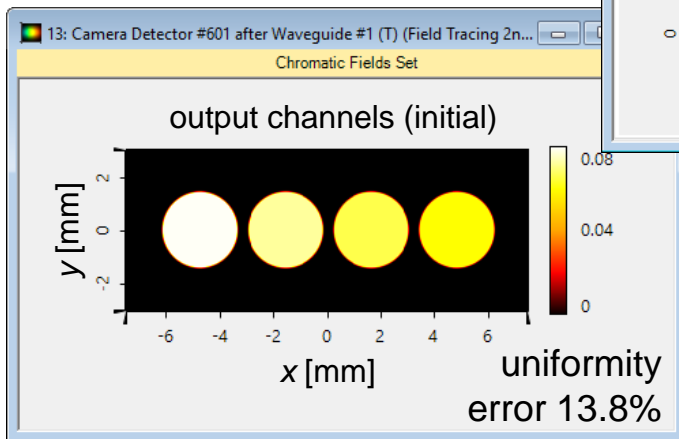 13: Camera Detector #601 after Waveguide #1 (T) (Field Tracing 2n...
Chromatic Fields Set
output channels (initial)
y [mm]
2
0
-2
-6
-4
-2
0
2
4
6
x [mm]
0.08
0.04
0
0
uniformity
error 13.8%